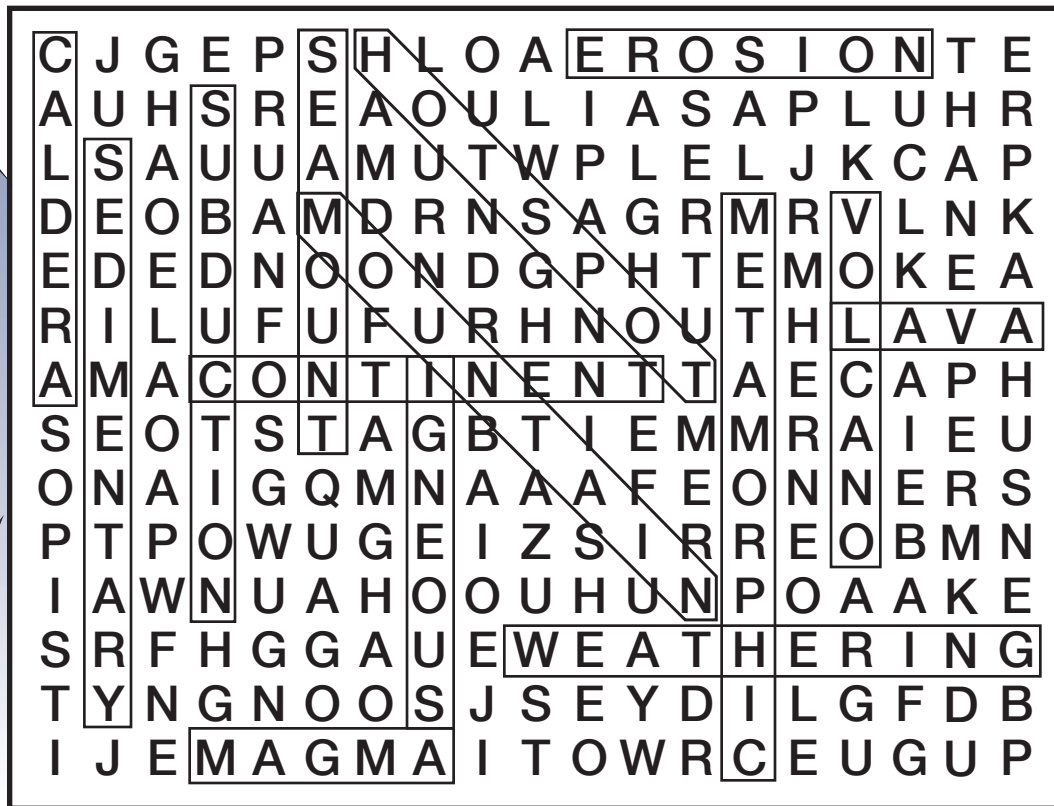 C J G E P S H L O A E R O S I O N T E
A U H S R E A O U L I A S A P L U H R
L S A U U A M U T W P L E L J K C A P
D E O B A M D R N S A G R M R V L N K
E D E D N O O N D G P H T E M O K E A
R I L U F U F U R H N O U T H L A V A
A M A C O N T I N E N T T A E C A P H
S E O T S T A G B T I E M M R A I E U
O N A I G Q M N A A A F E O N N E R S
P T P O W U G E I Z S I R R E O B M N
I A W N U A H O O U H U N P O A A K E
S R F H G G A U E W E A T H E R I N G
T Y N G N O O S J S E Y D I L G F D B
I J E M A G M A I T O W R C E U G U P